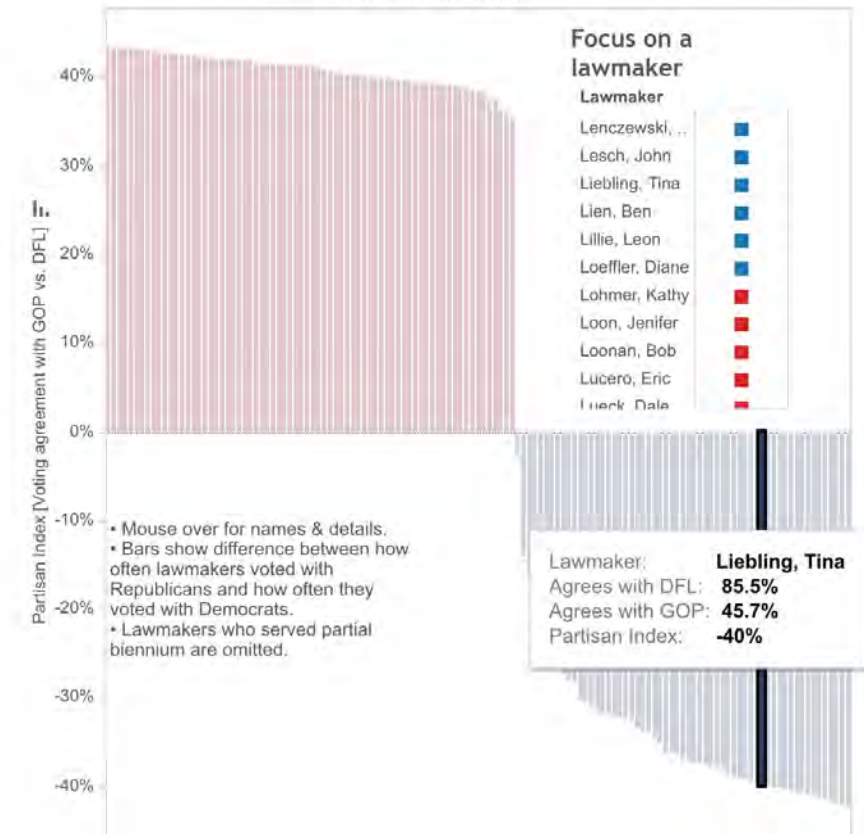 Focus on a
lawmaker
Lawmaker
Lenczewski, ..
Lesch, John
Liebling, Tina
Lien, Ben
Lillie, Leon
Loeffler, Diane
Lohmer, Kathy
Loon, Jenifer
Loonan, Bob
Lucero, Eric
Lueck, Dale
Partisan Index [Voting agreement with GOP vs. DFL]
40%
30%
20%
10%
0%
-10%
-20%
-30%
-40%
• Mouse over for names & details.
• Bars show difference between how
often lawmakers voted with
Republicans and how often they
voted with Democrats.
• Lawmakers who served partial
biennium are omitted.
Lawmaker: Liebling, Tina
Agrees with DFL: 85.5%
Agrees with GOP: 45.7%
Partisan Index: -40%